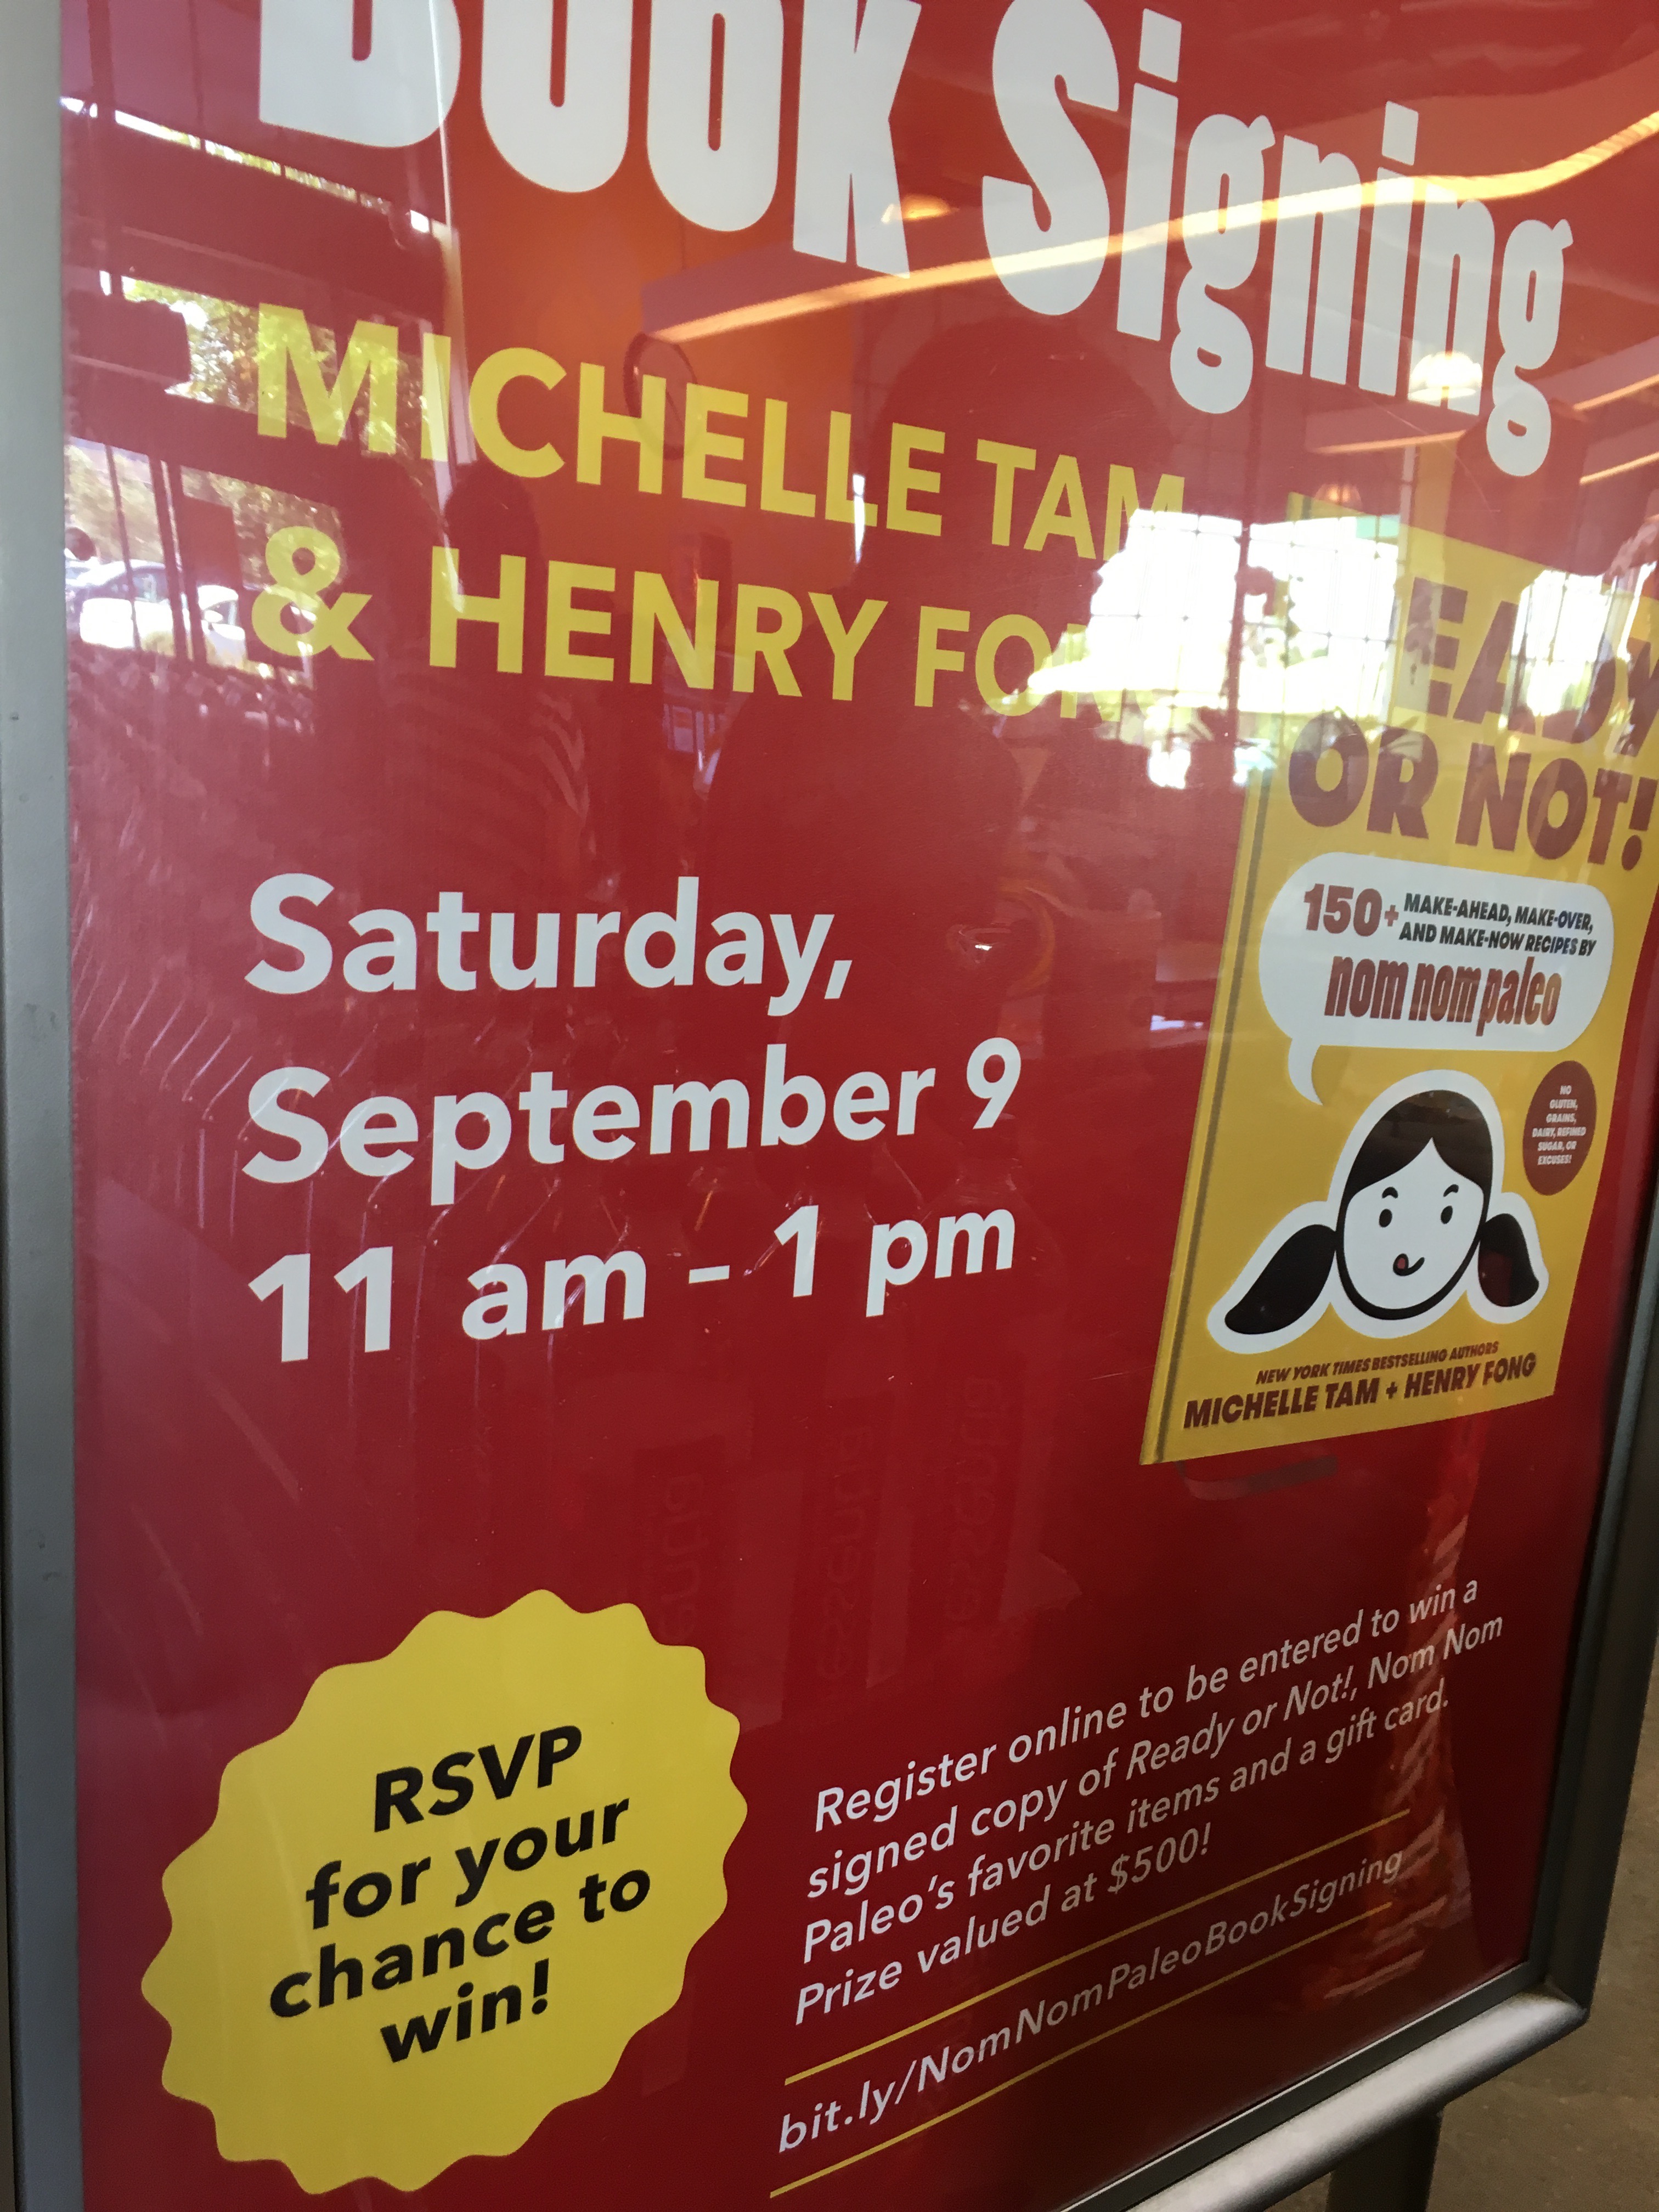 Book Signing
MICHELLE TAM
& HENRY FONG
READY
OR NOT!
150+ MAKE-AHEAD, MAKE-OVER,
AND MAKE-NOW RECIPES BY
nom nom paleo
NO
GLUTEN,
GRAINS,
DAIRY, REFINED
SUGAR, OR
EXCUSES!
NEW YORK TIMES BESTSELLING AUTHORS
MICHELLE TAM + HENRY FONG
Saturday,
September 9
11 am – 1 pm
RSVP
for your
chance to
win!
Register online to be entered to win a
signed copy of Ready or Not!, Nom Nom
Paleo's favorite items and a gift card.
Prize valued at $500!
bit.ly/NomNomPaleoBookSigning